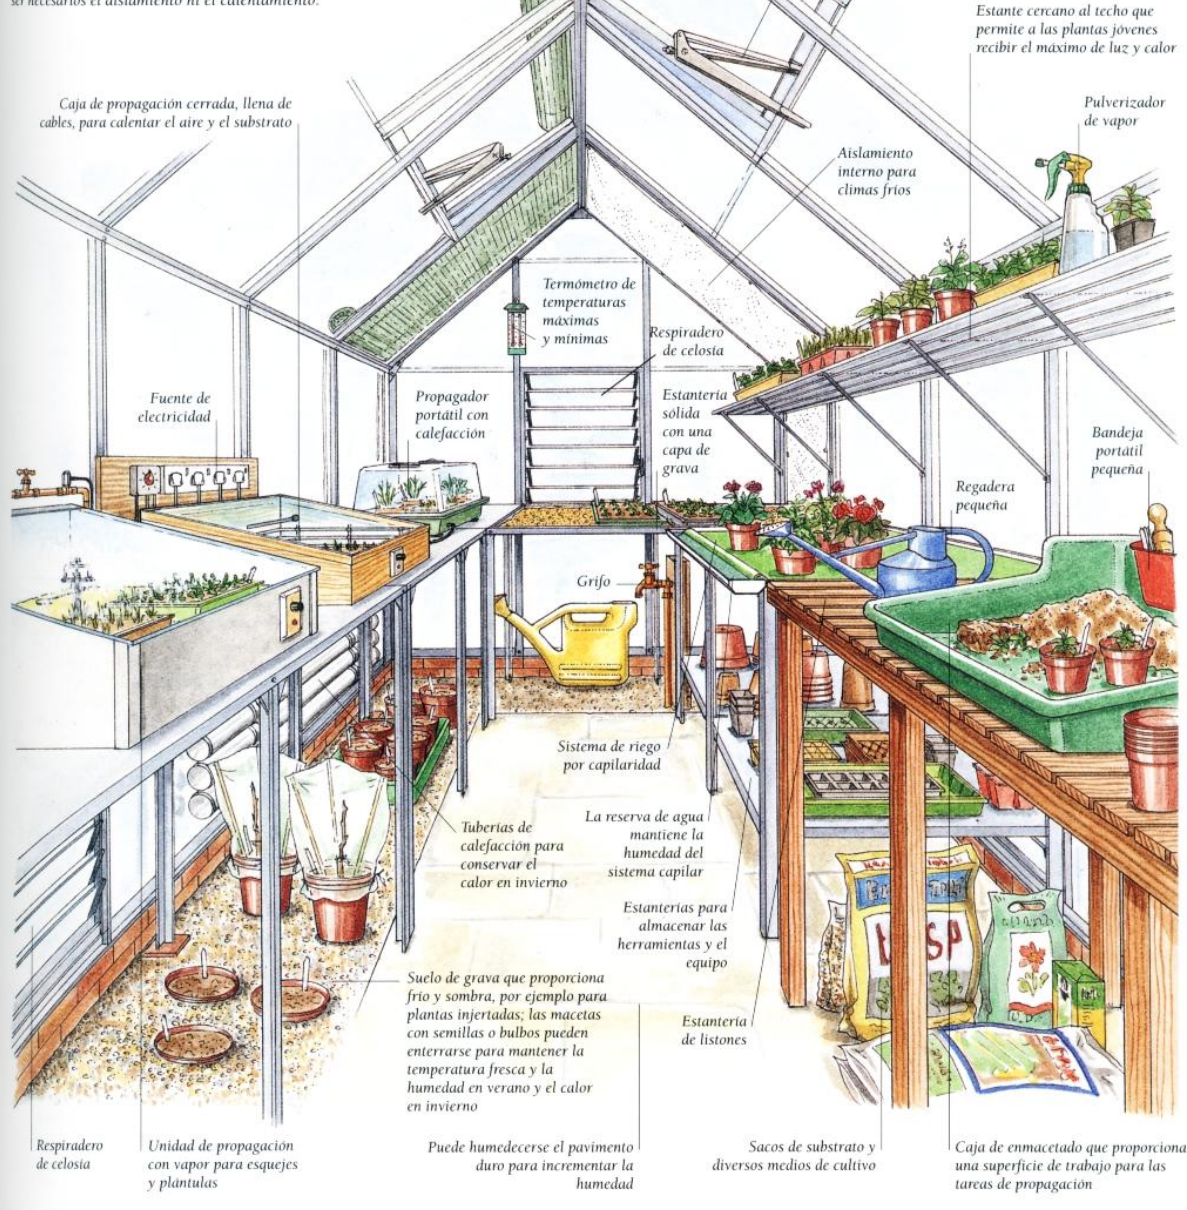 ser necesarios el aislamiento ni el calentamiento.
Estante cercano al techo que
permite a las plantas jóvenes
recibir el máximo de luz y calor
Caja de propagación cerrada, llena de
cables, para calentar el aire y el substrato
Pulverizador
de vapor
Aislamiento
interno para
climas fríos
Termómetro de
temperaturas
máximas
y mínimas
Respiradero
de celosía
Fuente de
electricidad
Propagador
portátil con
calefacción
Estantería
sólida
con una
capa de
grava
Bandeja
portátil
pequeña
Regadera
pequeña
Grifo
Sistema de riego
por capilaridad
Tuberías de
calefacción para
conservar el
calor en invierno
La reserva de agua
mantiene la
humedad del
sistema capilar
Estanterías para
almacenar las
herramientas y el
equipo
Suelo de grava que proporciona
frío y sombra, por ejemplo para
plantas injertadas; las macetas
con semillas o bulbos pueden
enterrarse para mantener la
temperatura fresca y la
humedad en verano y el calor
en invierno
Estantería
de listones
Respiradero
de celosía
Unidad de propagación
con vapor para esquejes
y plántulas
Puede humedecerse el pavimento
duro para incrementar la
humedad
Sacos de substrato y
diversos medios de cultivo
Caja de enmacetado que proporciona
una superficie de trabajo para las
tareas de propagación